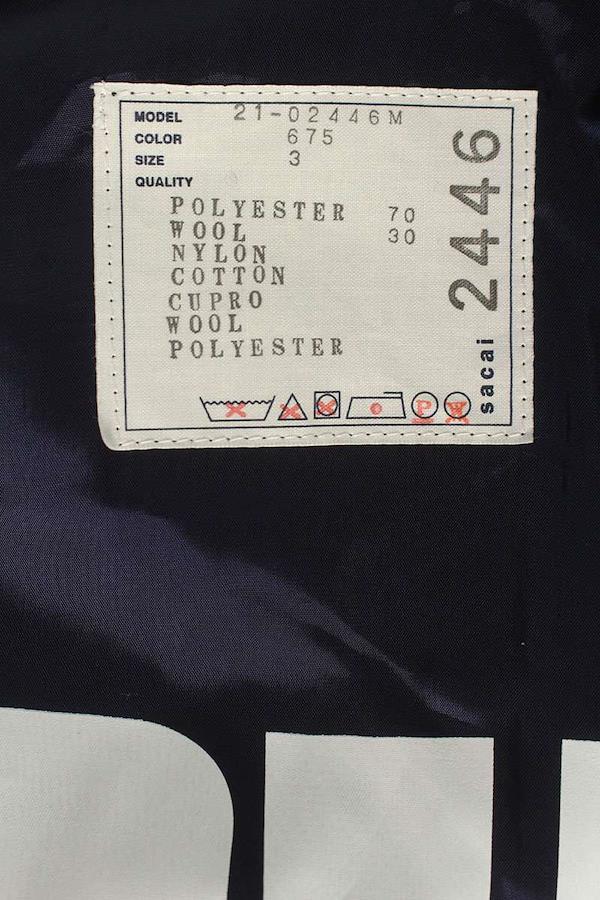 MODEL 21-02446M
COLOR 675
SIZE 3
QUALITY
POLYESTER 70
WOOL 30
NYLON
COTTON
CUPRO
WOOL
POLYESTER
2446
sacai
P W